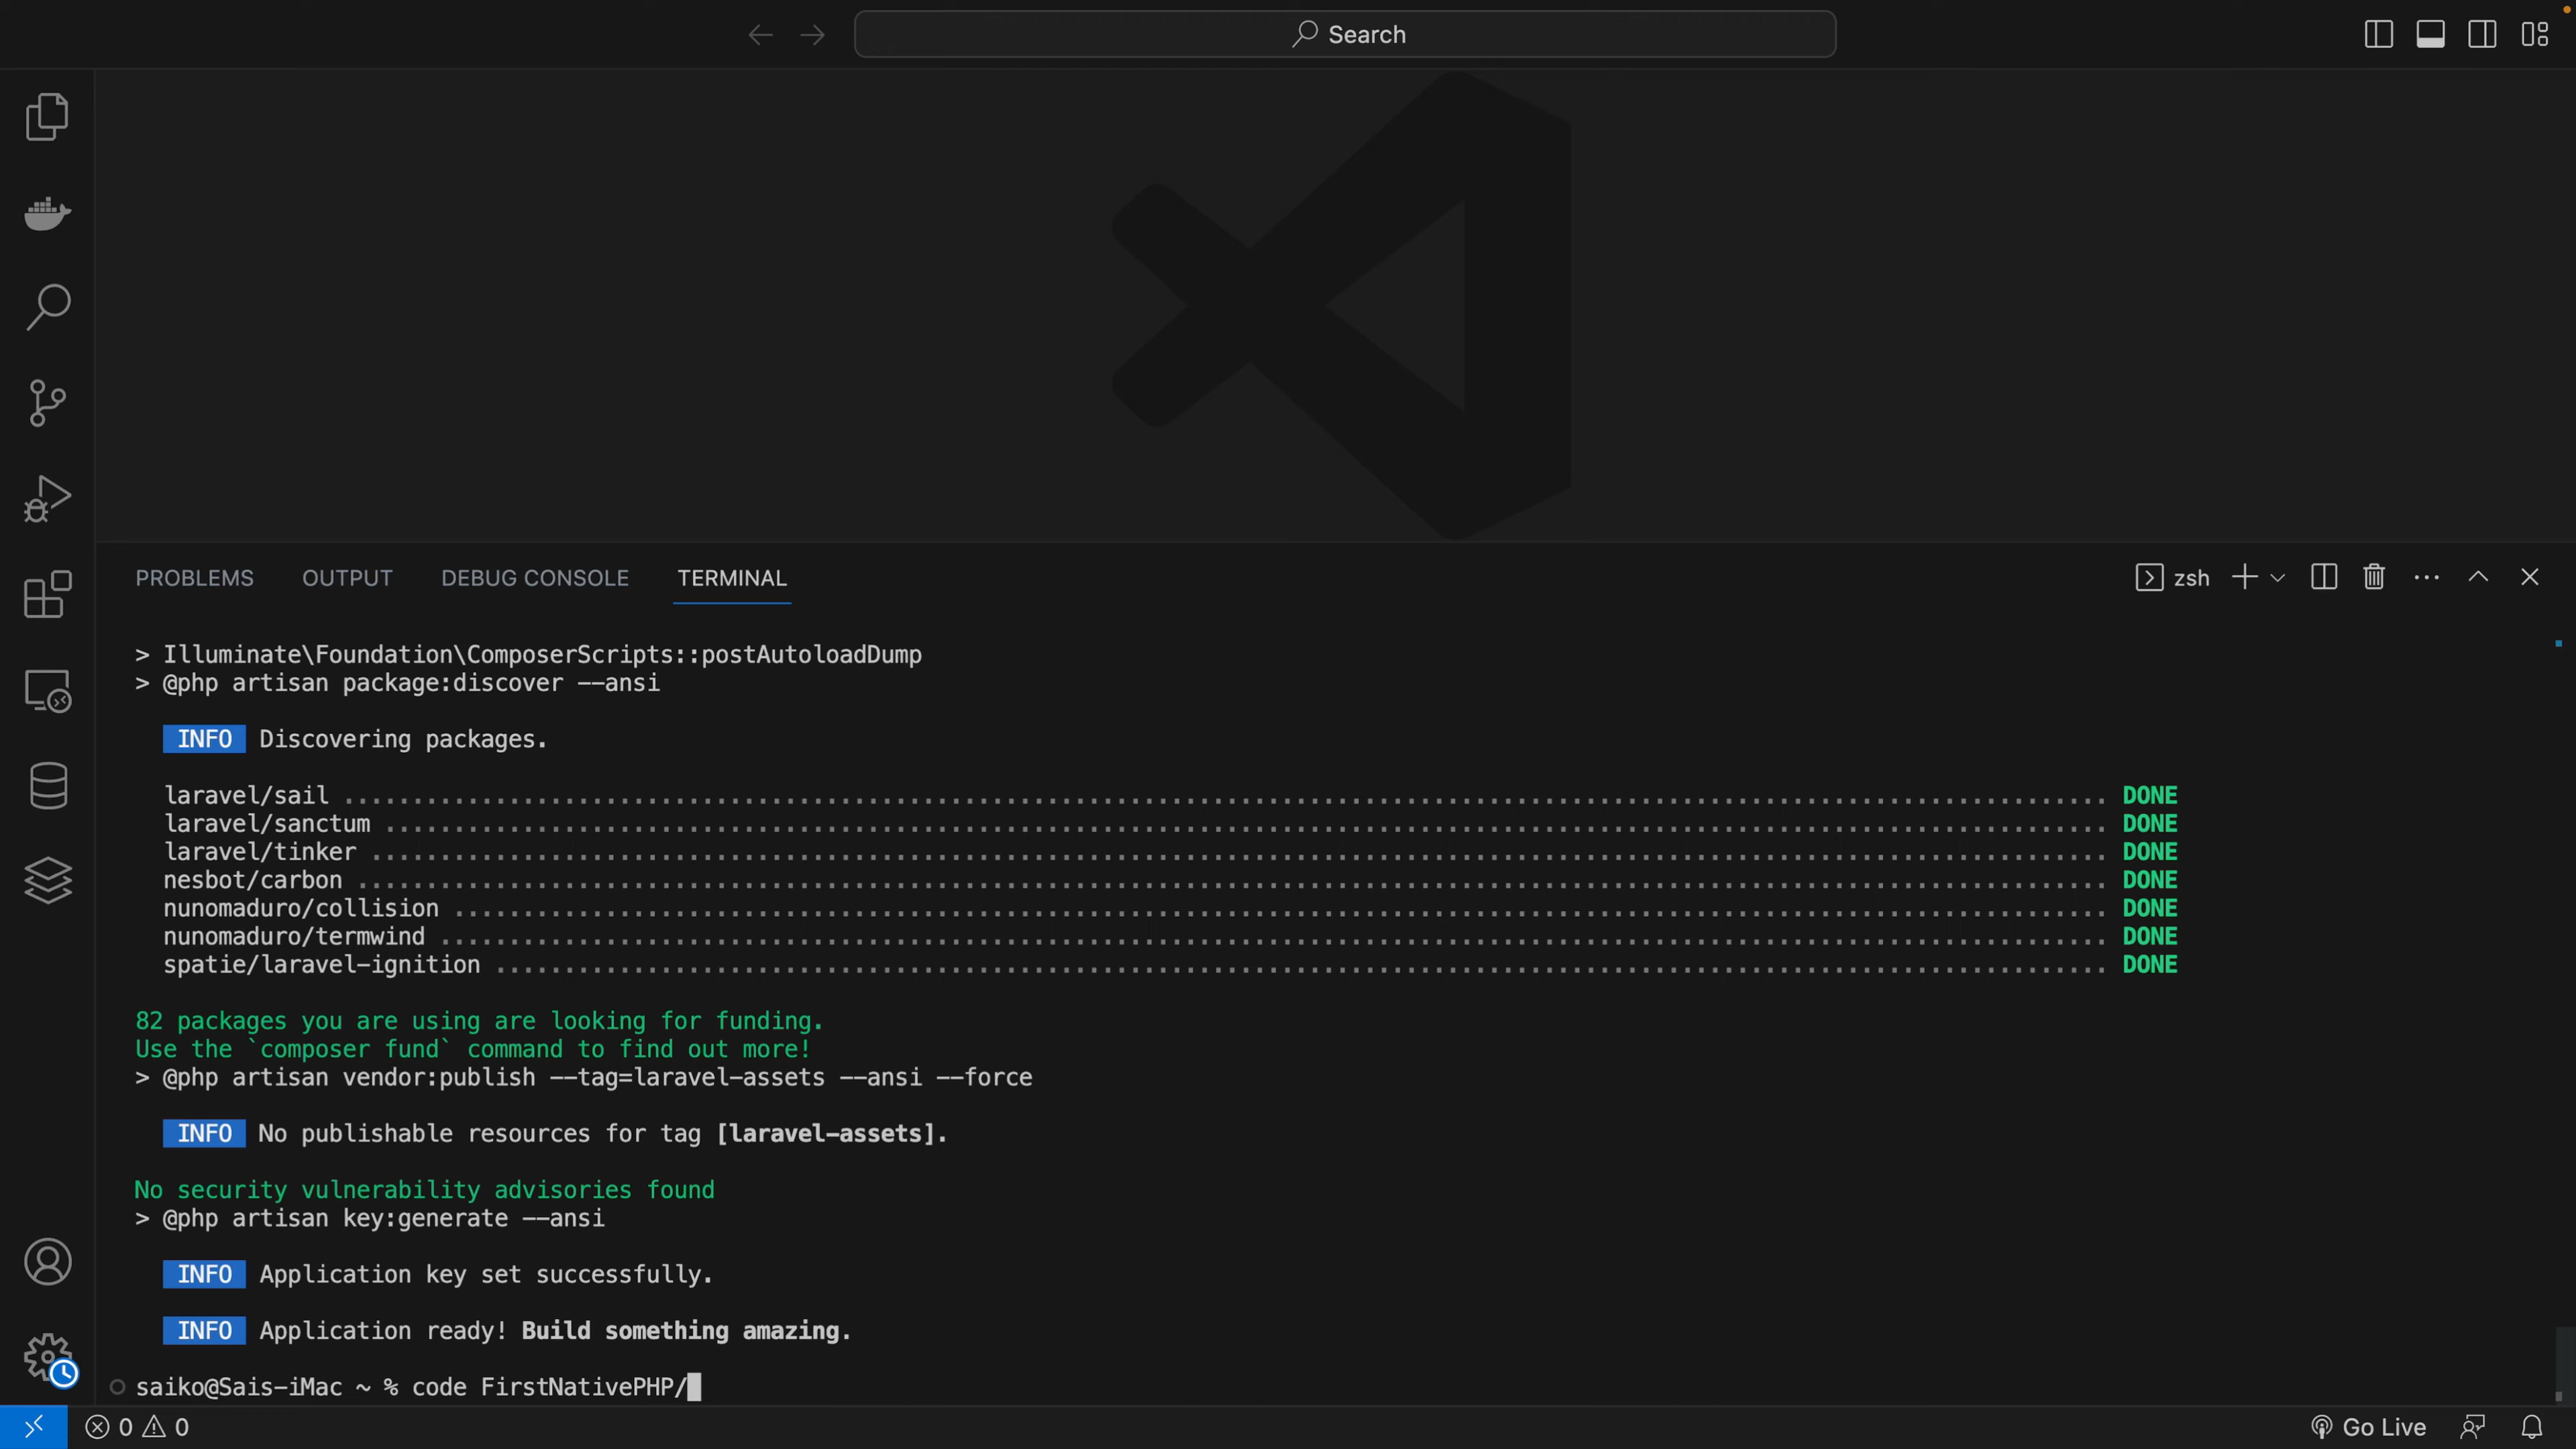 Search
PROBLEMS OUTPUT DEBUG CONSOLE TERMINAL
zsh
> Illuminate\Foundation\ComposerScripts::postAutoloadDump
> @php artisan package:discover --ansi
INFO Discovering packages.
laravel/sail ................................................................ DONE
laravel/sanctum ................................................................ DONE
laravel/tinker ................................................................ DONE
nesbot/carbon ................................................................ DONE
nunomaduro/collision ................................................................ DONE
nunomaduro/termwind ................................................................ DONE
spatie/laravel-ignition ................................................................ DONE
82 packages you are using are looking for funding.
Use the `composer fund` command to find out more!
> @php artisan vendor:publish --tag=laravel-assets --ansi --force
INFO No publishable resources for tag [laravel-assets].
No security vulnerability advisories found
> @php artisan key:generate --ansi
INFO Application key set successfully.
INFO Application ready! Build something amazing.
saiko@Sais-iMac ~ % code FirstNativePHP/
0 0
Go Live